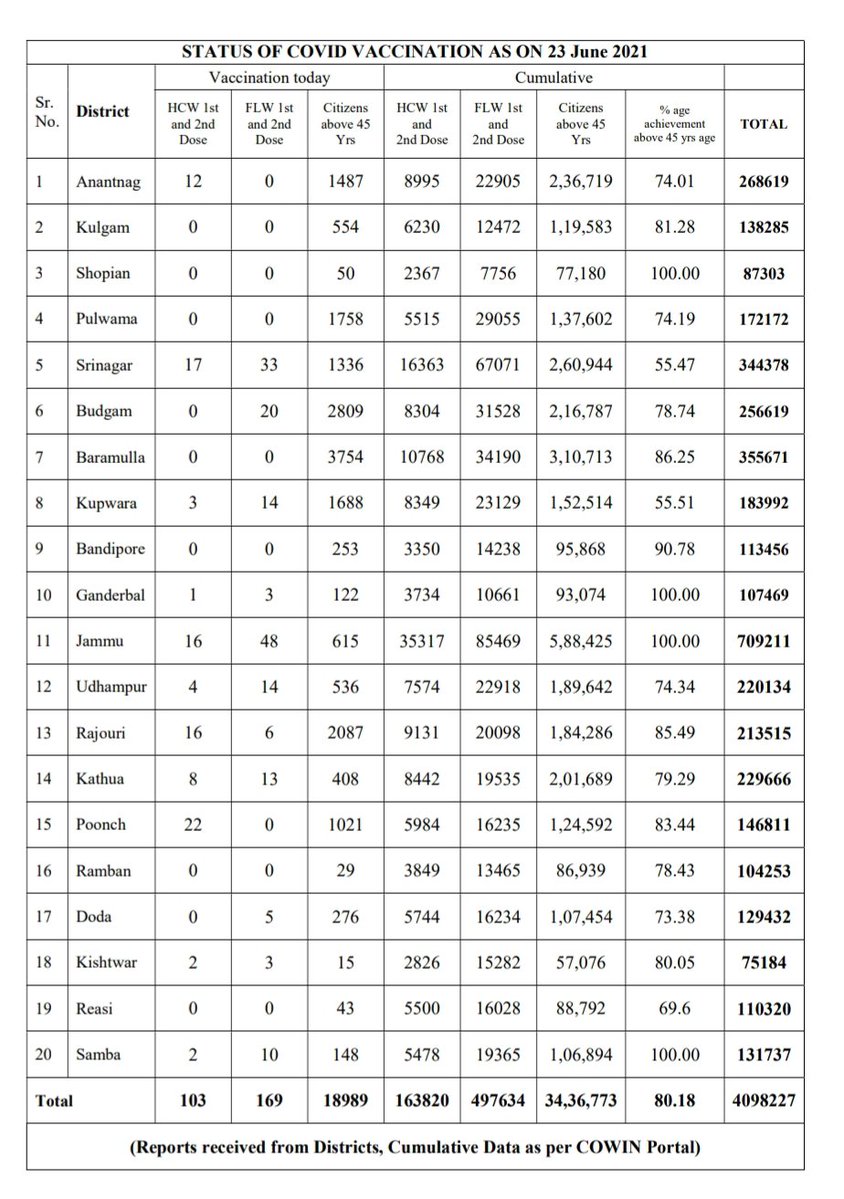 STATUS OF COVID VACCINATION AS ON 23 June 2021
Sr. No. District Vaccination today Cumulative
HCW 1st and 2nd Dose FLW 1st and 2nd Dose Citizens above 45 Yrs HCW 1st and 2nd Dose FLW 1st and 2nd Dose Citizens above 45 Yrs % age achievement above 45 yrs age TOTAL
1 Anantnag 12 0 1487 8995 22905 2,36,719 74.01 268619
2 Kulgam 0 0 554 6230 12472 1,19,583 81.28 138285
3 Shopian 0 0 50 2367 7756 77,180 100.00 87303
4 Pulwama 0 0 1758 5515 29055 1,37,602 74.19 172172
5 Srinagar 17 33 1336 16363 67071 2,60,944 55.47 344378
6 Budgam 0 20 2809 8304 31528 2,16,787 78.74 256619
7 Baramulla 0 0 3754 10768 34190 3,10,713 86.25 355671
8 Kupwara 3 14 1688 8349 23129 1,52,514 55.51 183992
9 Bandipore 0 0 253 3350 14238 95,868 90.78 113456
10 Ganderbal 1 3 122 3734 10661 93,074 100.00 107469
11 Jammu 16 48 615 35317 85469 5,88,425 100.00 709211
12 Udhampur 4 14 536 7574 22918 1,89,642 74.34 220134
13 Rajouri 16 6 2087 9131 20098 1,84,286 85.49 213515
14 Kathua 8 13 408 8442 19535 2,01,689 79.29 229666
15 Poonch 22 0 1021 5984 16235 1,24,592 83.44 146811
16 Ramban 0 0 29 3849 13465 86,939 78.43 104253
17 Doda 0 5 276 5744 16234 1,07,454 73.38 129432
18 Kishtwar 2 3 15 2826 15282 57,076 80.05 75184
19 Reasi 0 0 43 5500 16028 88,792 69.6 110320
20 Samba 2 10 148 5478 19365 1,06,894 100.00 131737
Total 103 169 18989 163820 497634 34,36,773 80.18 4098227
(Reports received from Districts, Cumulative Data as per COWIN Portal)